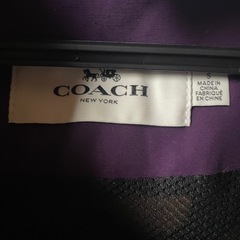 COACH
NEW YORK
S
MADE IN
CHINA
FABRIQUÉ
EN CHINE